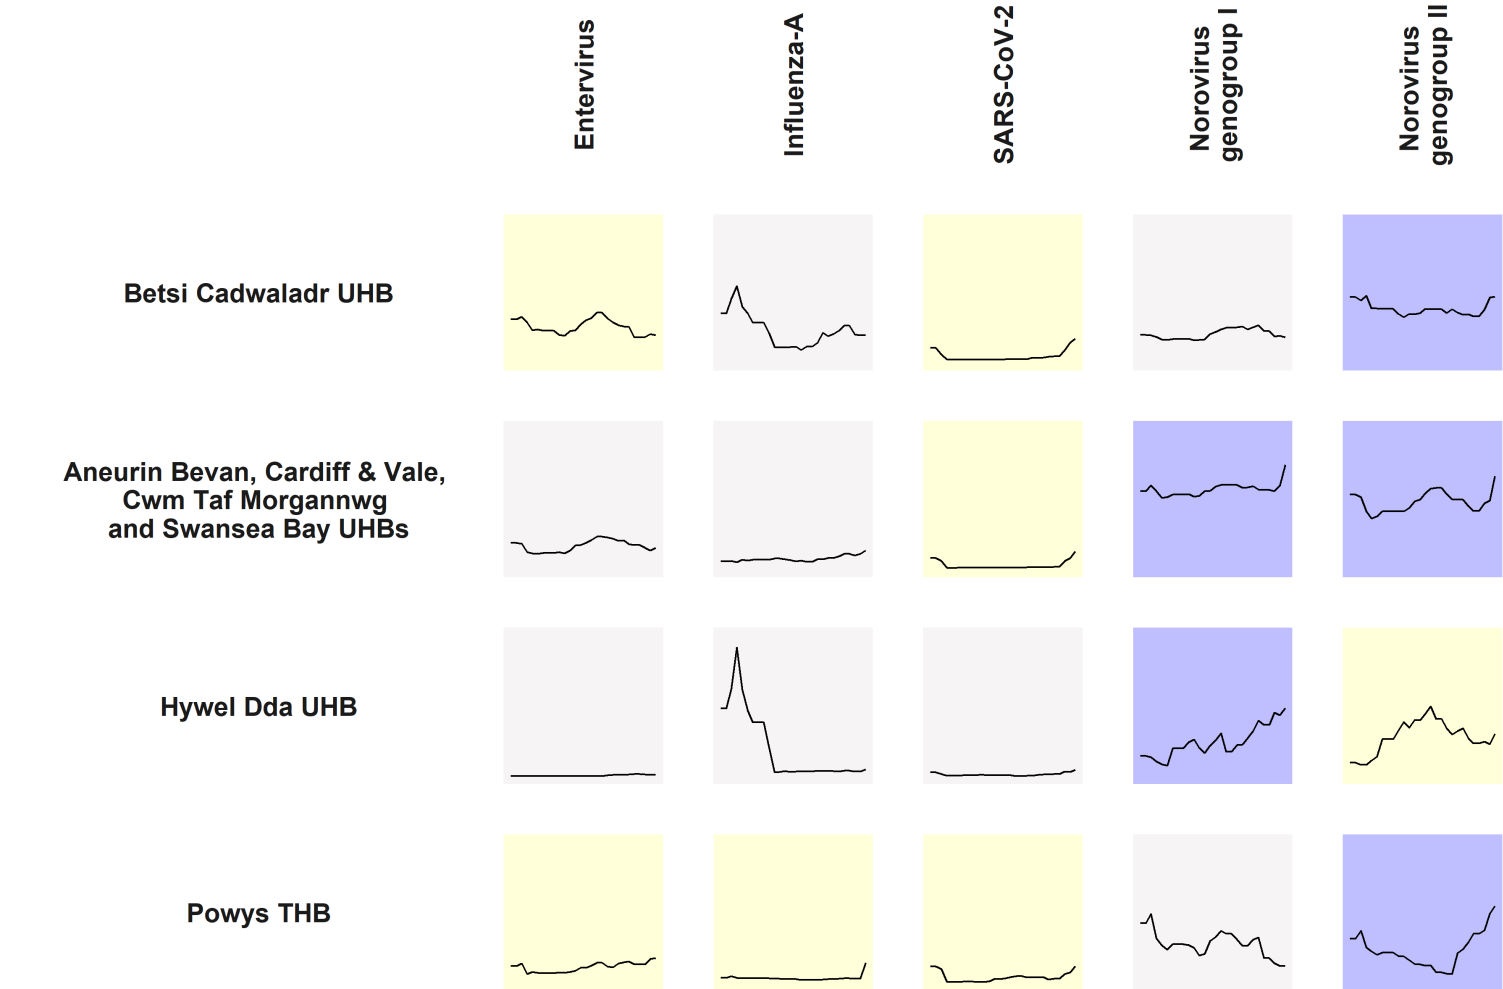 Entervirus
Influenza-A
SARS-CoV-2
Norovirus
genogroup I
Norovirus
genogroup II
Betsi Cadwaladr UHB
Aneurin Bevan, Cardiff & Vale,
Cwm Taf Morgannwg
and Swansea Bay UHBs
Hywel Dda UHB
Powys THB